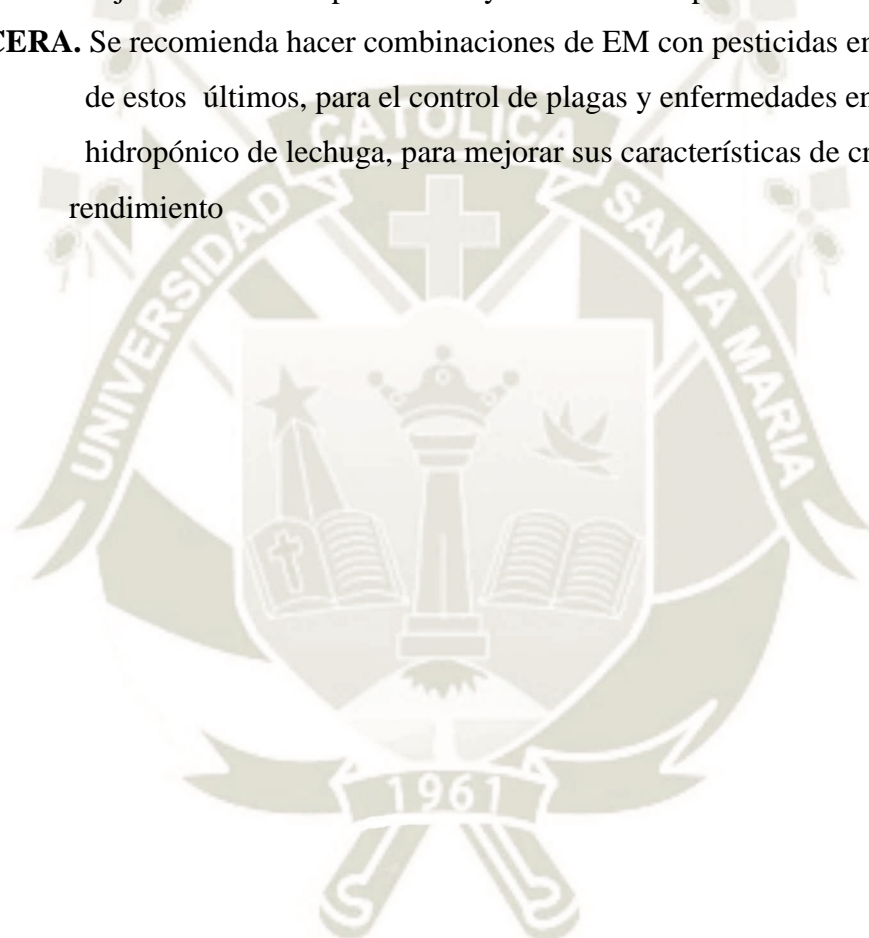 CERA. Se recomienda hacer combinaciones de EM con pesticidas en
de estos últimos, para el control de plagas y enfermedades en
hidropónico de lechuga, para mejorar sus características de
rendimiento
CATOLICA
UNIVERSIDAD
SANTA MARIA
1961